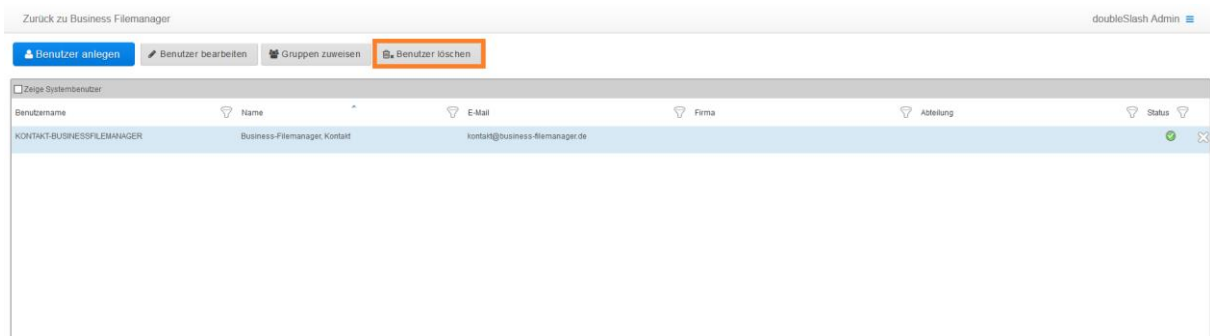 Zurück zu Business Filemanager doubleSlash Admin
Benutzer anlegen Benutzer bearbeiten Gruppen zuweisen Benutzer löschen
Zeige Systembenutzer
Benutzername Name E-Mail Firma Abteilung Status
KONTAKT-BUSINESSFILEMANAGER Business-Filemanager, Kontakt kontakt@business-filemanager.de